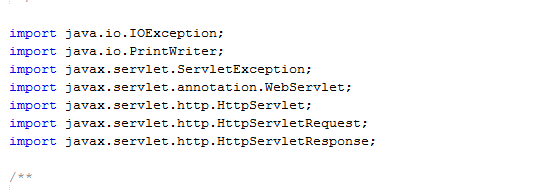 import java.io.IOException;
import java.io.PrintWriter;
import javax.servlet.ServletException;
import javax.servlet.annotation.WebServlet;
import javax.servlet.http.HttpServlet;
import javax.servlet.http.HttpServletRequest;
import javax.servlet.http.HttpServletResponse;
/**